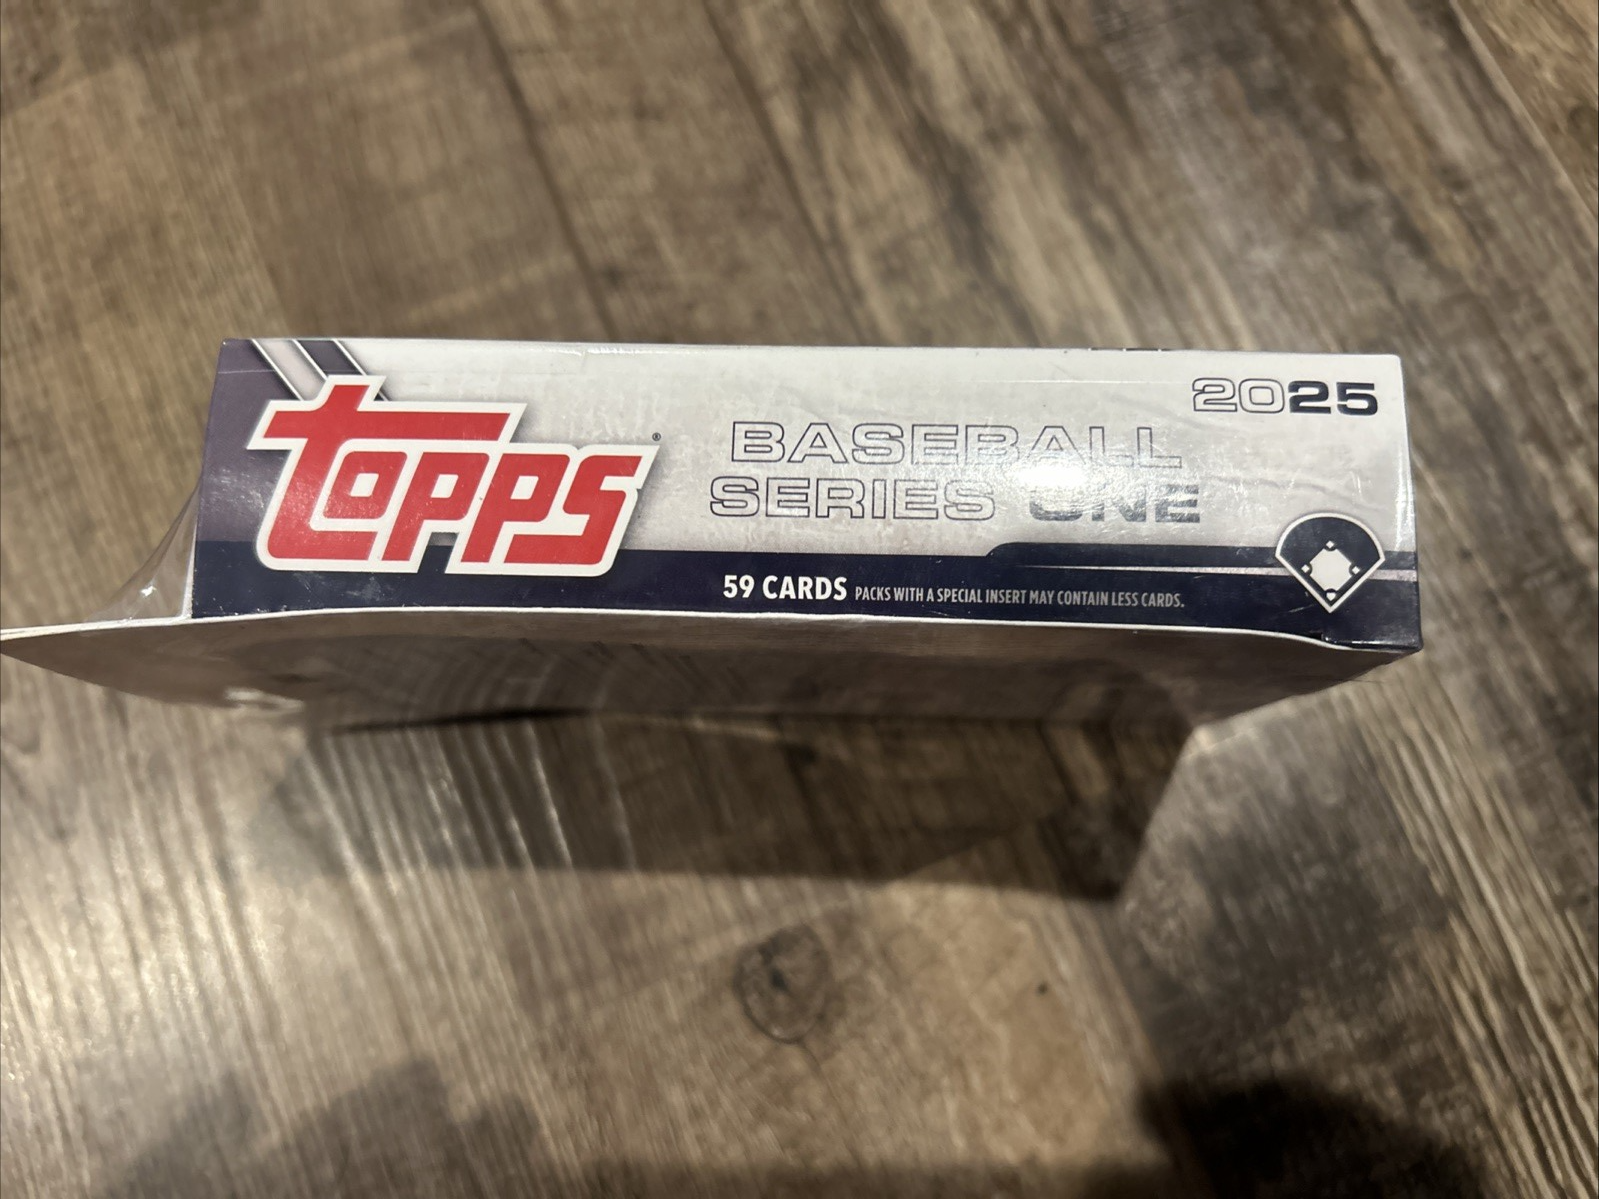 Topps®
2025
BASEBALL
SERIES ONE
59 CARDS PACKS WITH A SPECIAL INSERT MAY CONTAIN LESS CARDS.